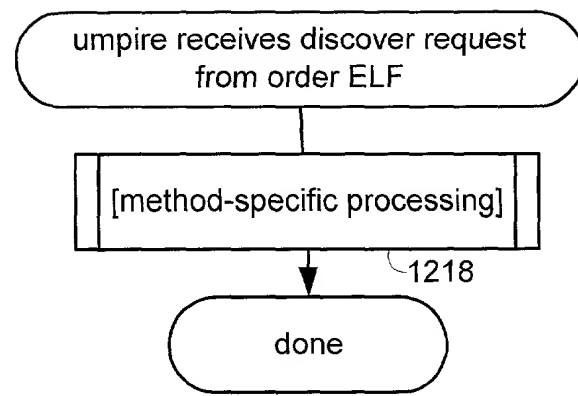 umpire receives discover request
from order ELF
[method-specific processing]
1218
done